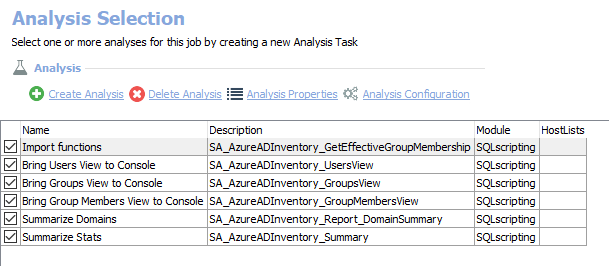 Analysis Selection
Select one or more analyses for this job by creating a new Analysis Task
Analysis
Create Analysis Delete Analysis Analysis Properties Analysis Configuration
Name Description Module HostLists
Import functions SA_AzureADInventory_GetEffectiveGroupMembership SQLscripting
Bring Users View to Console SA_AzureADInventory_UsersView SQLscripting
Bring Groups View to Console SA_AzureADInventory_GroupsView SQLscripting
Bring Group Members View to Console SA_AzureADInventory_GroupMembersView SQLscripting
Summarize Domains SA_AzureADInventory_Report_DomainSummary SQLscripting
Summarize Stats SA_AzureADInventory_Summary SQLscripting